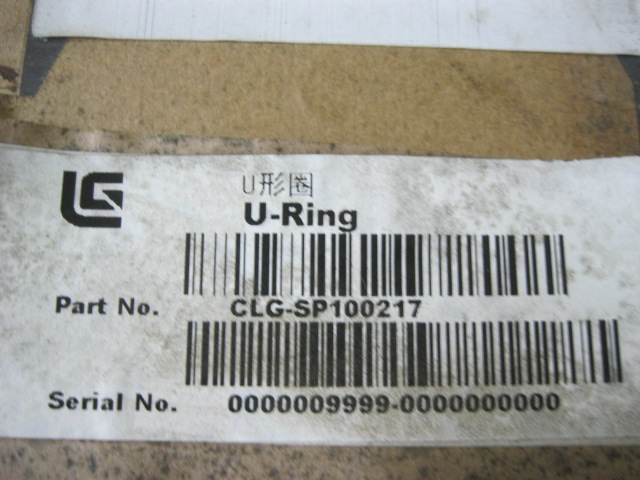 U形圈
U-Ring
Part No. CLG-SP100217
Serial No. 0000009999-0000000000